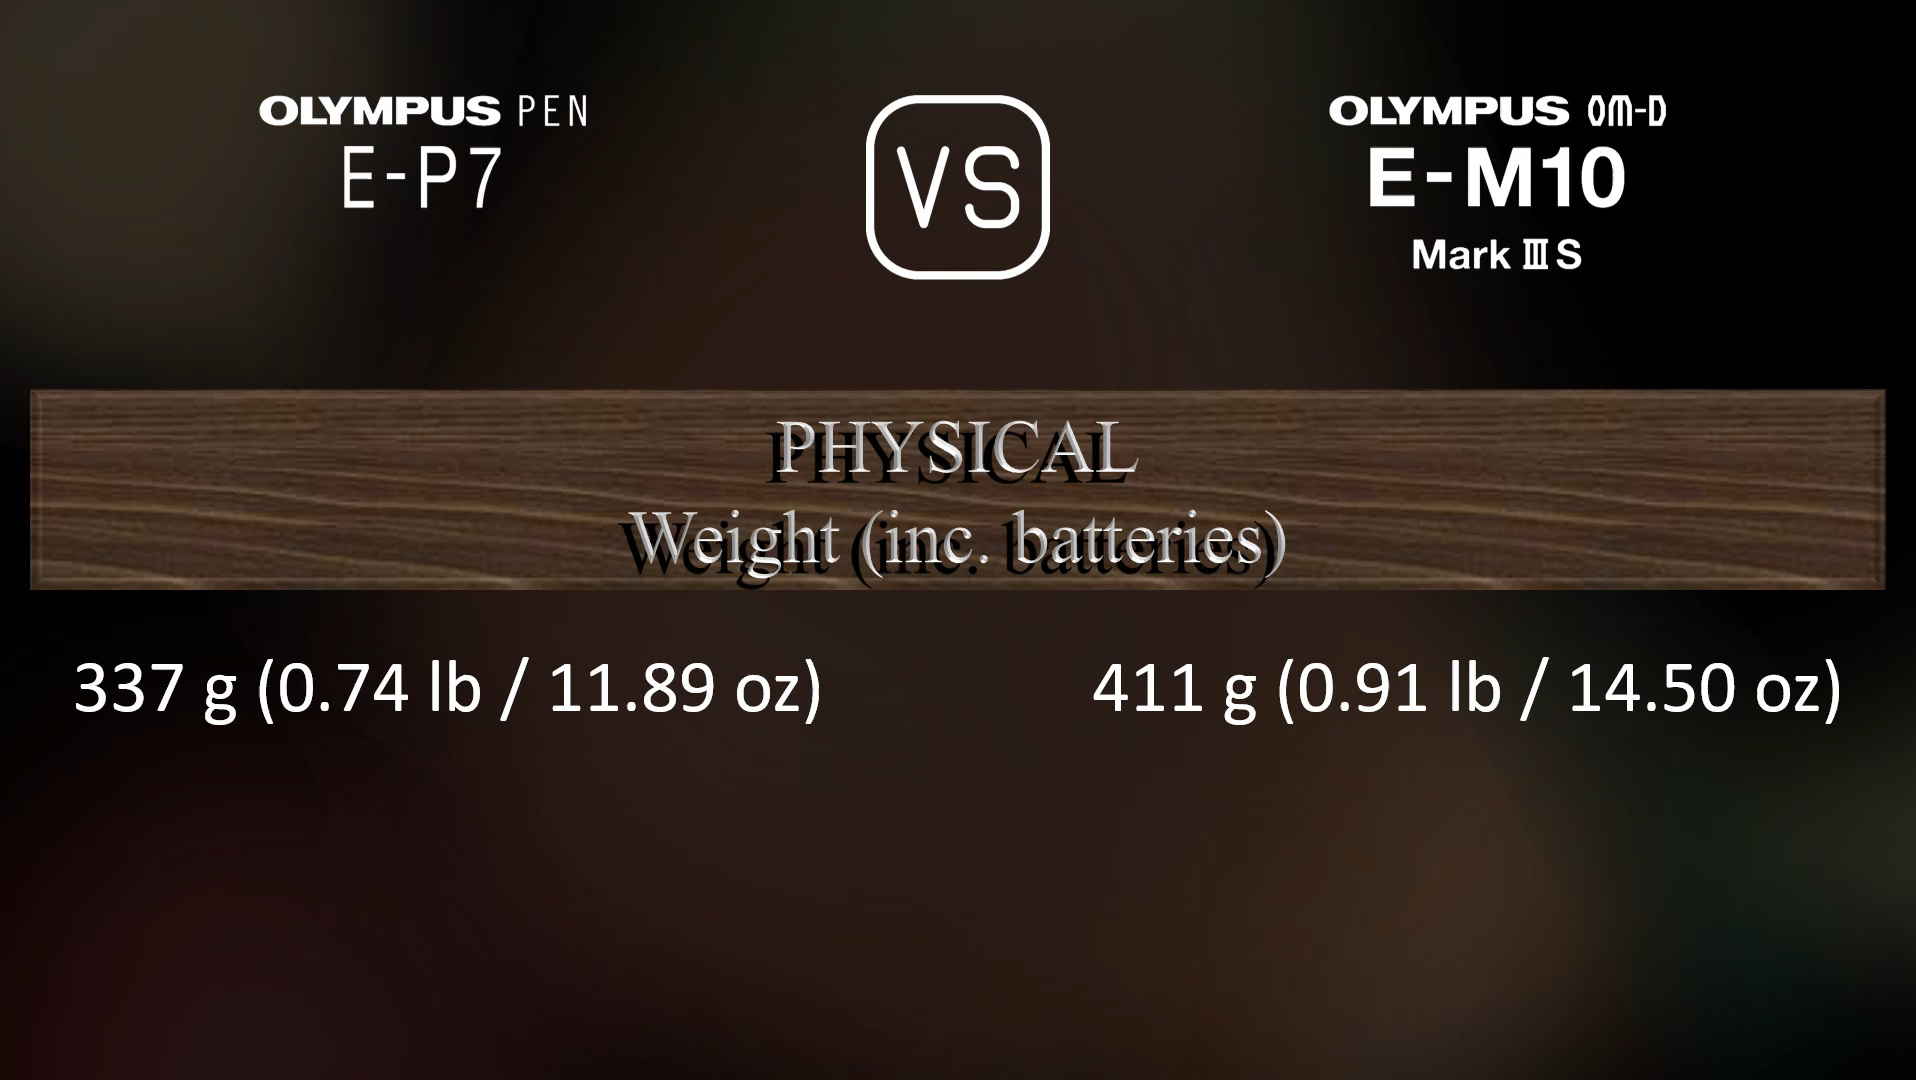 OLYMPUS PEN
E-P7
VS
OLYMPUS OM-D
E-M10
Mark III S
PHYSICAL
Weight (inc. batteries)
337 g (0.74 lb / 11.89 oz)
411 g (0.91 lb / 14.50 oz)